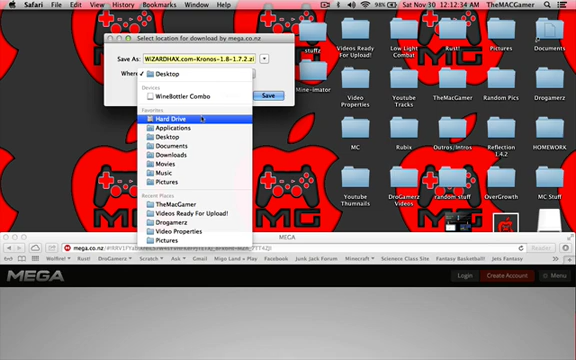 Safari File Edit View History Bookmarks Window Help 98% Sat Nov 30 12:12:34 AM TheMACGamer
Select location for download by mega.co.nz
Save As: WiZARDHAX.com-Kronos-1.8-1.7.2.zi
Where
Desktop
Devices
WineBottler Combo
Save
Favorites
Hard Drive
Applications
Desktop
Documents
Downloads
Movies
Music
Pictures
Recent Places
TheMacGamer
Videos Ready For Upload!
Drogamerz
Video Properties
Pictures
stuffz
Videos Ready For Upload!
Low Light Combat
Rust!
Pictures
Documents
Mine-imator
Youtube Tracks
TheMacGamer
Random Pics
Drogamerz
MC
Rubix
Outros/Intros
Reflection 1.4.2
HOMEWORK
Youtube Thumnails
DroGamerz Videos
random stuff
OverGrowth
MC Stuff
MG
MEGA
mega.co.nz
Reader
Wolfire!
Rust
DroGamerz
Scratch
Ask
Origin
Migo Land + Play
Facebook
Junk Jack Forum
Minecraft
Science Class Site
Fantasy Basketball!
Jets Fantasy
MEGA
Login
Create Account
Menu